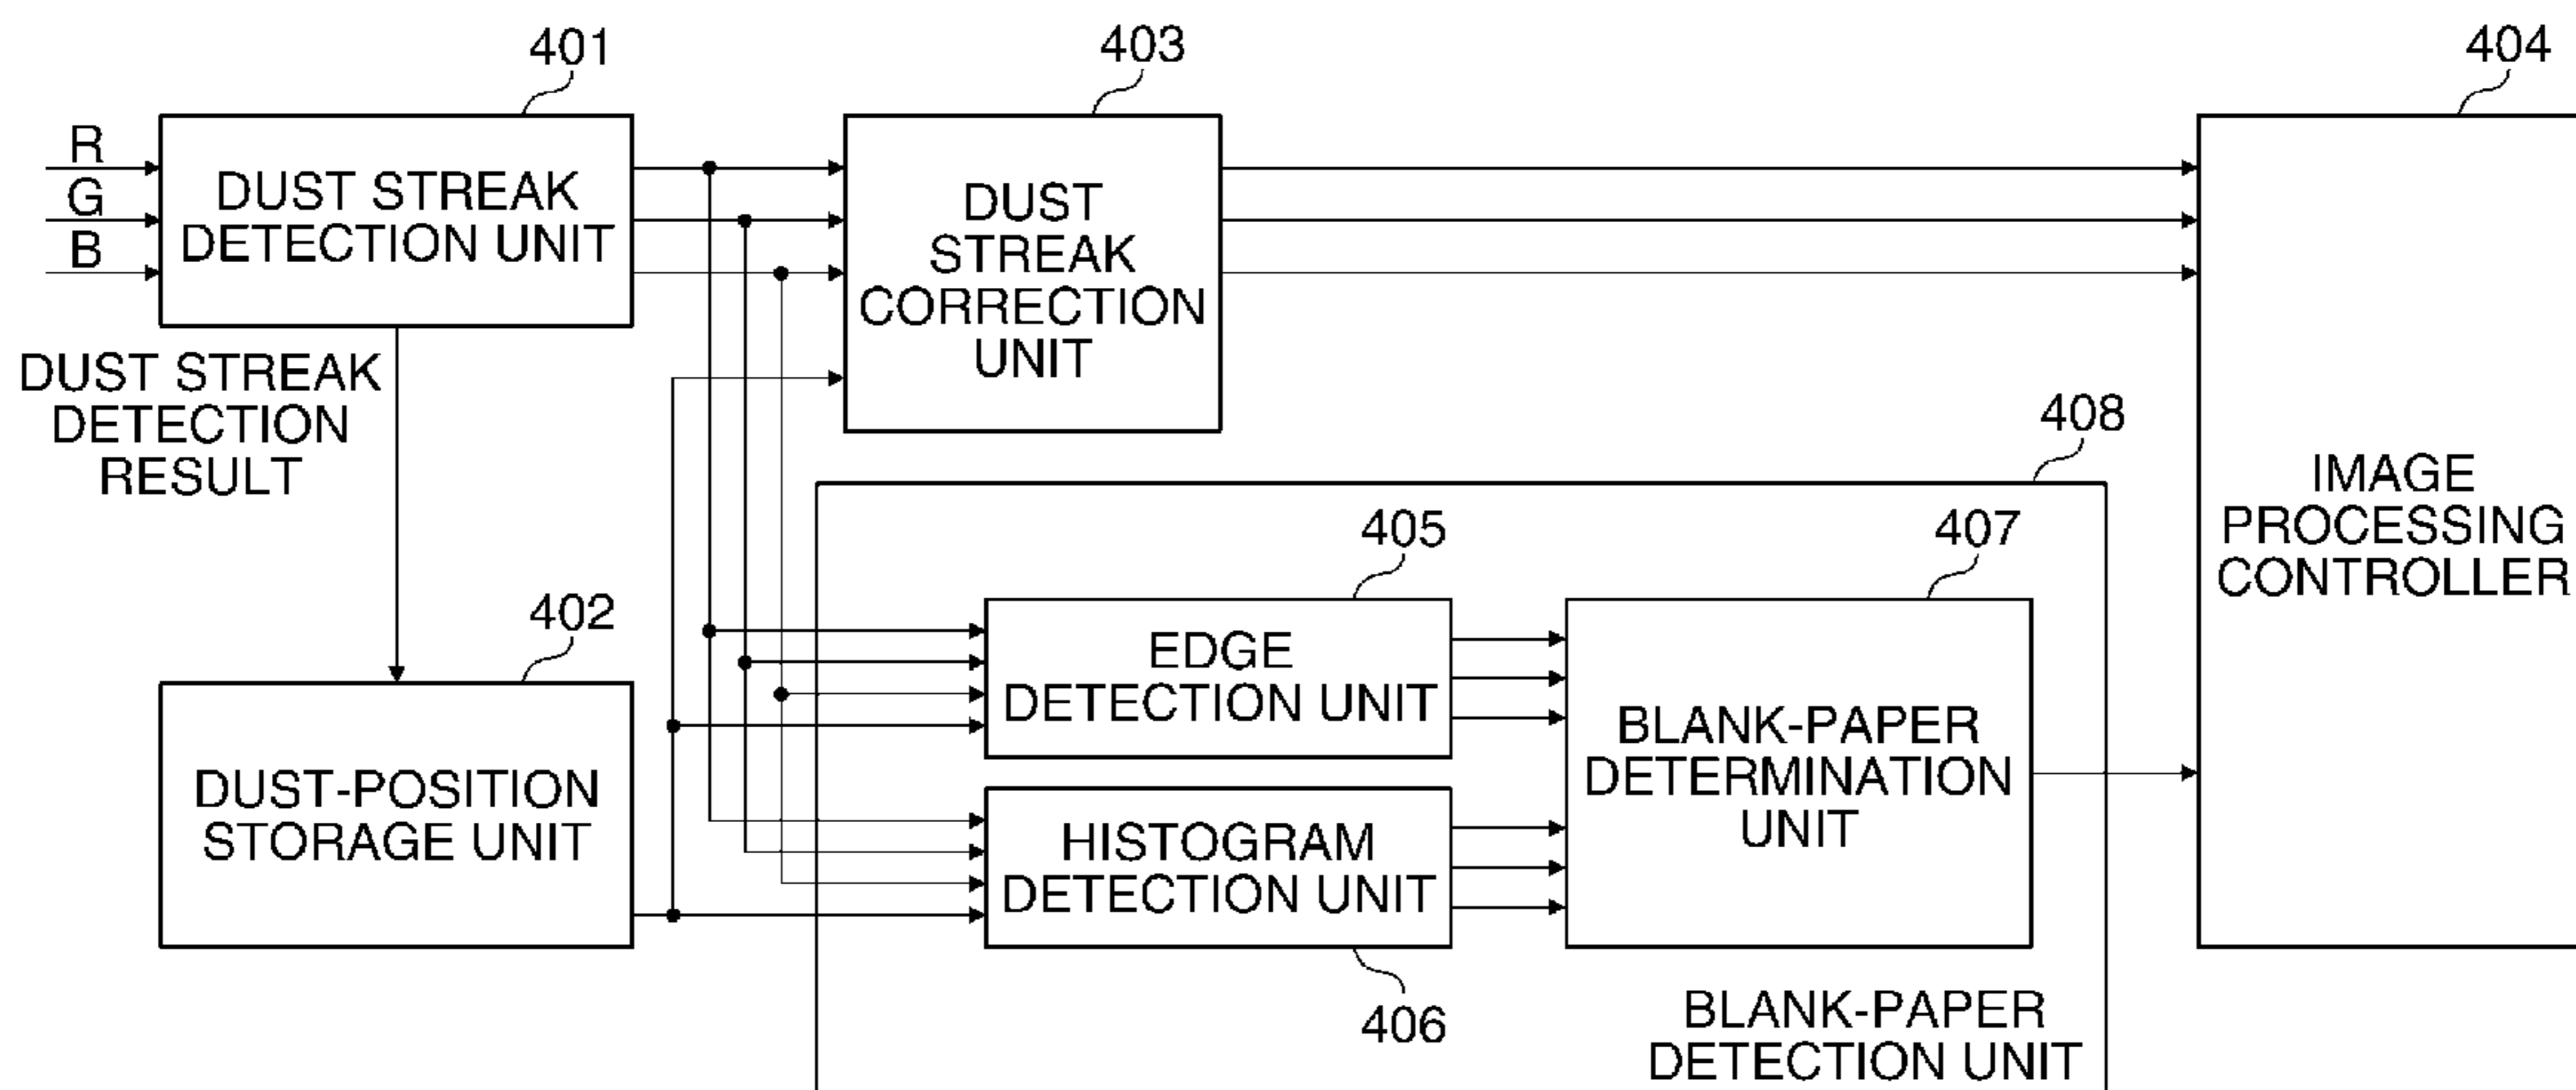 401
403
404
R
G
B
DUST STREAK
DETECTION UNIT
DUST
STREAK
CORRECTION
UNIT
DUST STREAK
DETECTION
RESULT
408
IMAGE
PROCESSING
CONTROLLER
402
405
407
DUST-POSITION
STORAGE UNIT
EDGE
DETECTION UNIT
BLANK-PAPER
DETERMINATION
UNIT
HISTOGRAM
DETECTION UNIT
406
BLANK-PAPER
DETECTION UNIT